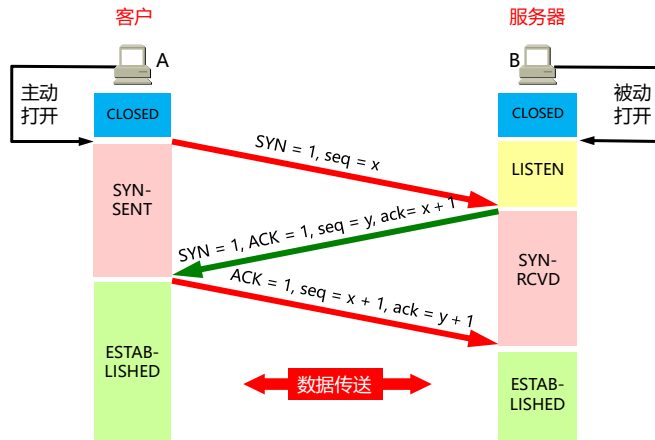 客户
服务器
A
B
主动
打开
被动
打开
CLOSED
CLOSED
SYN = 1, seq = x
LISTEN
SYN-
SENT
SYN = 1, ACK = 1, seq = y, ack= x + 1
SYN-
RCVD
ACK = 1, seq = x + 1, ack = y + 1
ESTAB-
LISHED
数据传送
ESTAB-
LISHED